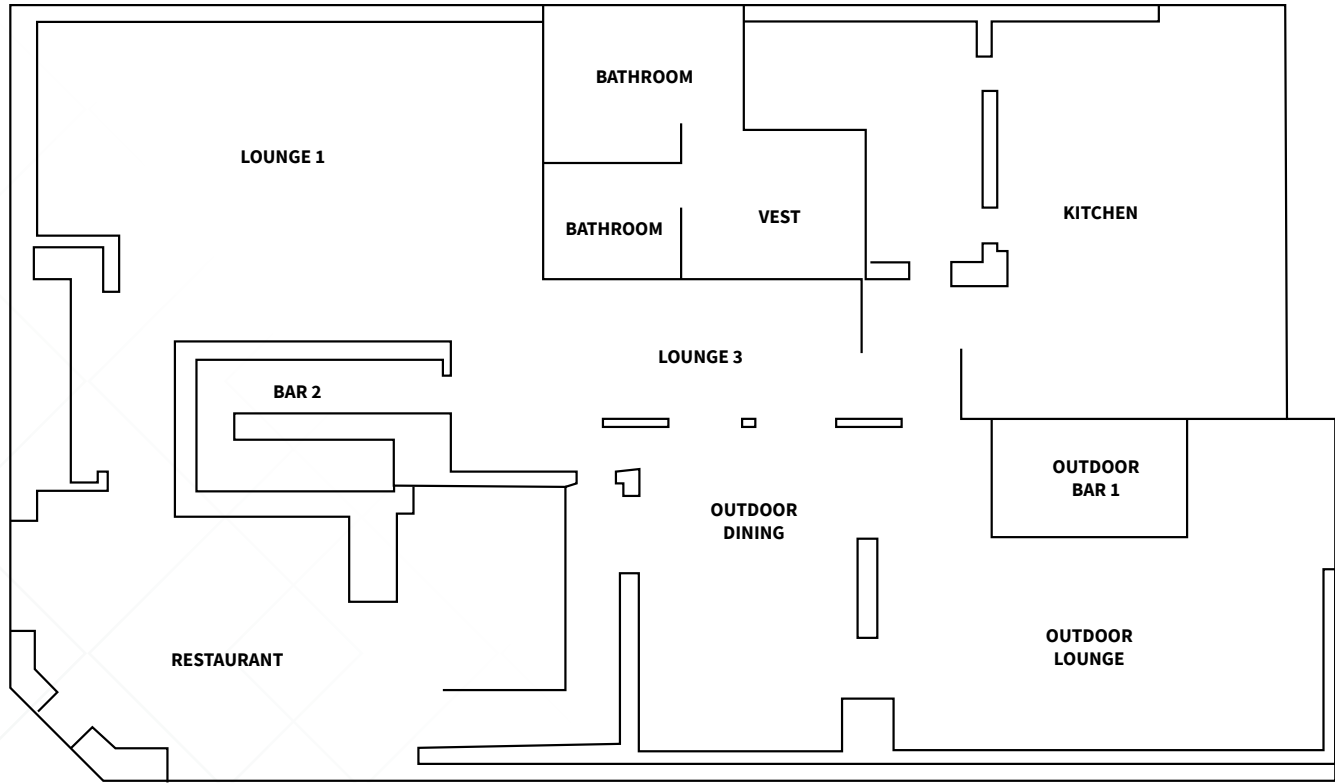 BATHROOM
LOUNGE 1
BATHROOM
VEST
KITCHEN
LOUNGE 3
BAR 2
OUTDOOR
BAR 1
OUTDOOR
DINING
OUTDOOR
LOUNGE
RESTAURANT